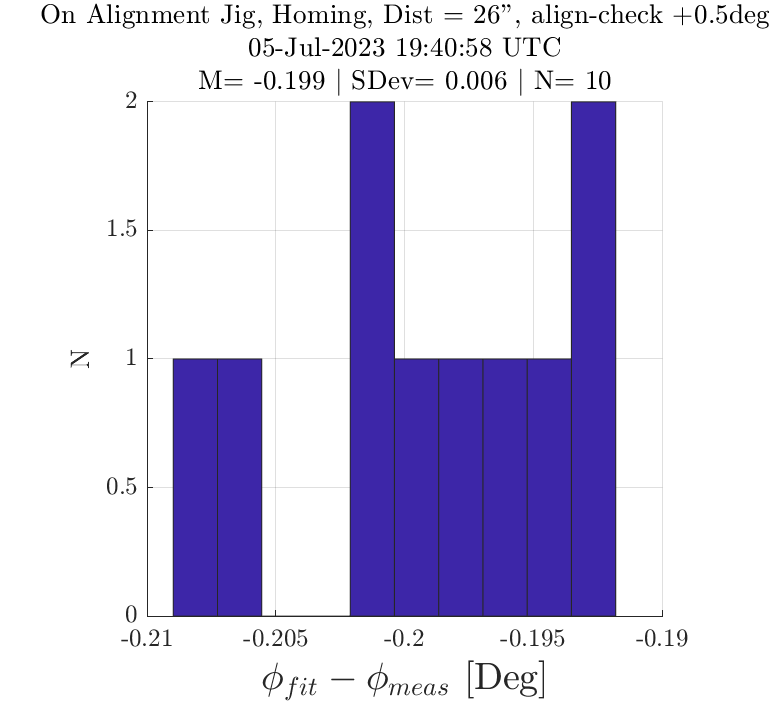 On Alignment Jig, Homing, Dist = 26”, align-check +0.5deg
05-Jul-2023 19:40:58 UTC
M= -0.199 | SDev= 0.006 | N= 10
2
1.5
N
1
0.5
0
-0.21 -0.205 -0.2 -0.195 -0.19
ϕfit − ϕmeas [Deg]